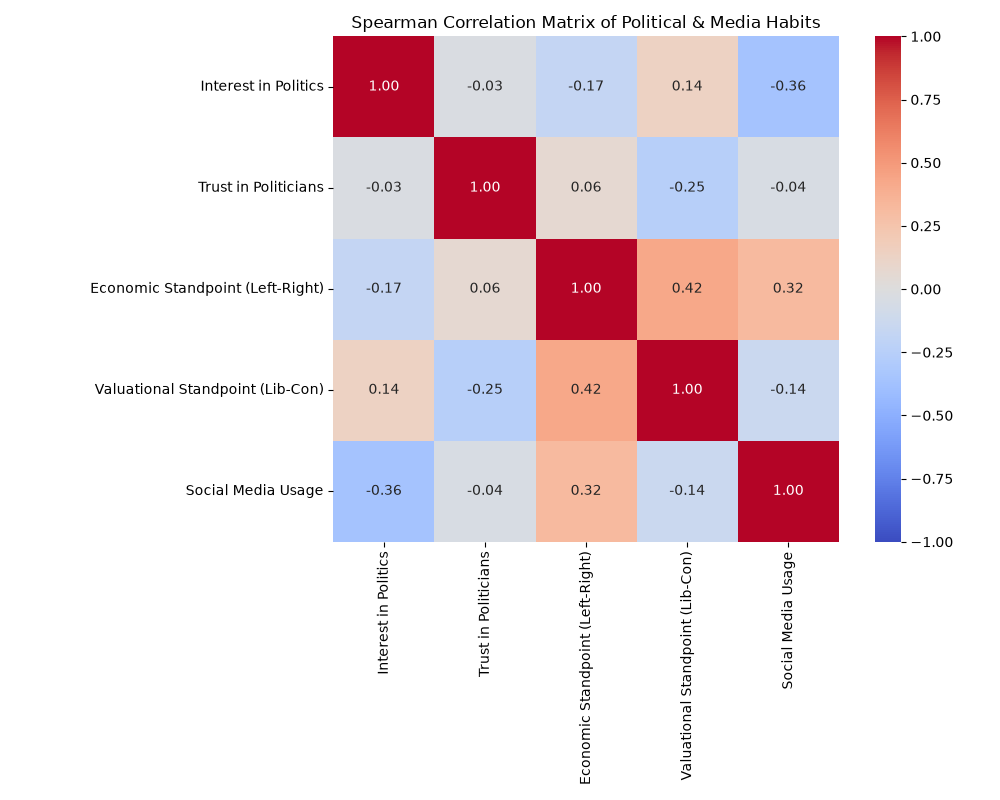 Spearman Correlation Matrix of Political & Media Habits
Interest in Politics
1.00 -0.03 -0.17 0.14 -0.36
Trust in Politicians
-0.03 1.00 0.06 -0.25 -0.04
Economic Standpoint (Left-Right)
-0.17 0.06 1.00 0.42 0.32
Valuational Standpoint (Lib-Con)
0.14 -0.25 0.42 1.00 -0.14
Social Media Usage
-0.36 -0.04 0.32 -0.14 1.00
Interest in Politics
Trust in Politicians
Economic Standpoint (Left-Right)
Valuational Standpoint (Lib-Con)
Social Media Usage
1.00
0.75
0.50
0.25
0.00
−0.25
−0.50
−0.75
−1.00